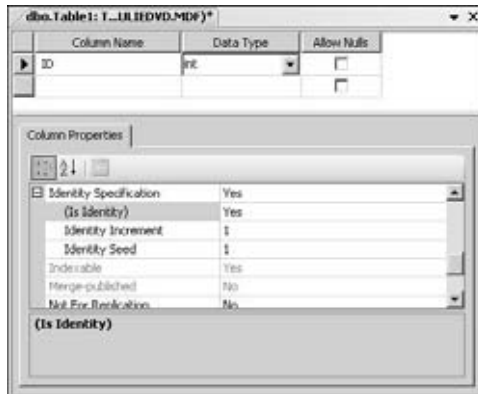 dbo.Table1: T...ULIEDVD.MDF)*
Column Name Data Type Allow Nulls
ID int
Column Properties
Identity Specification Yes
(Is Identity) Yes
Identity Increment 1
Identity Seed 1
Indexable Yes
Merge-published No
Not For Replication No
(Is Identity)